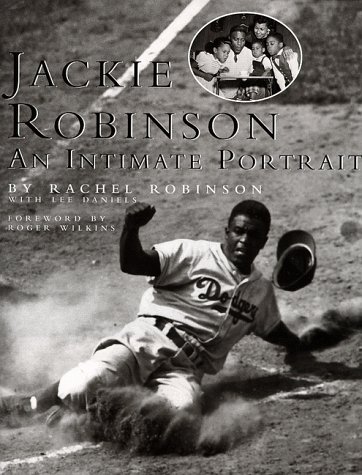 JACKIE
ROBINSON
AN INTIMATE PORTRAIT
BY RACHEL ROBINSON
WITH LEE DANIELS
FOREWORD BY
ROGER WILKINS
Dodgers